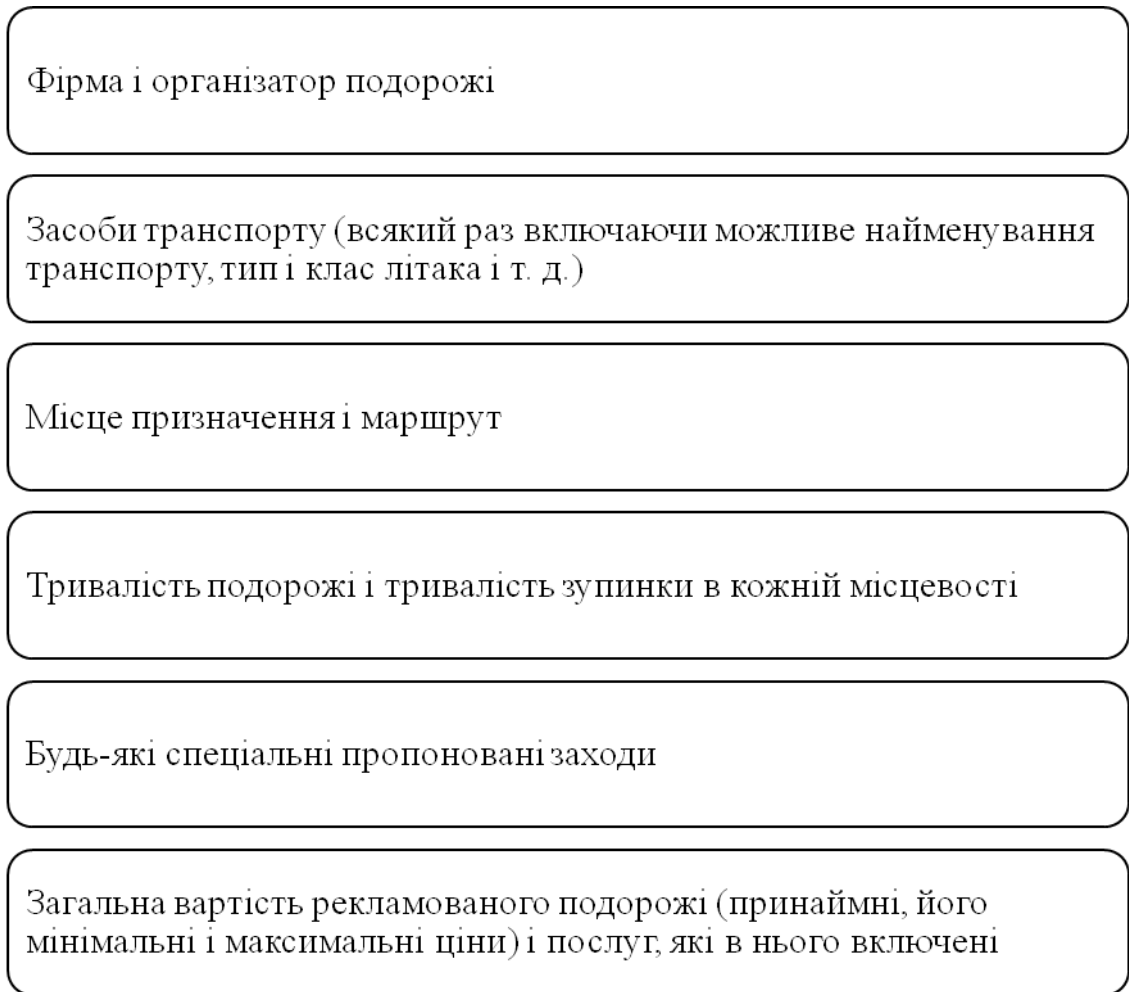 Фірма і організатор подорожі
Засоби транспорту (всякий раз включаючи можливе найменування
транспорту, тип і клас літака і т. д.)
Місце призначення і маршрут
Тривалість подорожі і тривалість зупинки в кожній місцевості
Будь-які спеціальні пропоновані заходи
Загальна вартість рекламованого подорожі (принаймні, його
мінімальні і максимальні ціни) і послуг, які в нього включені